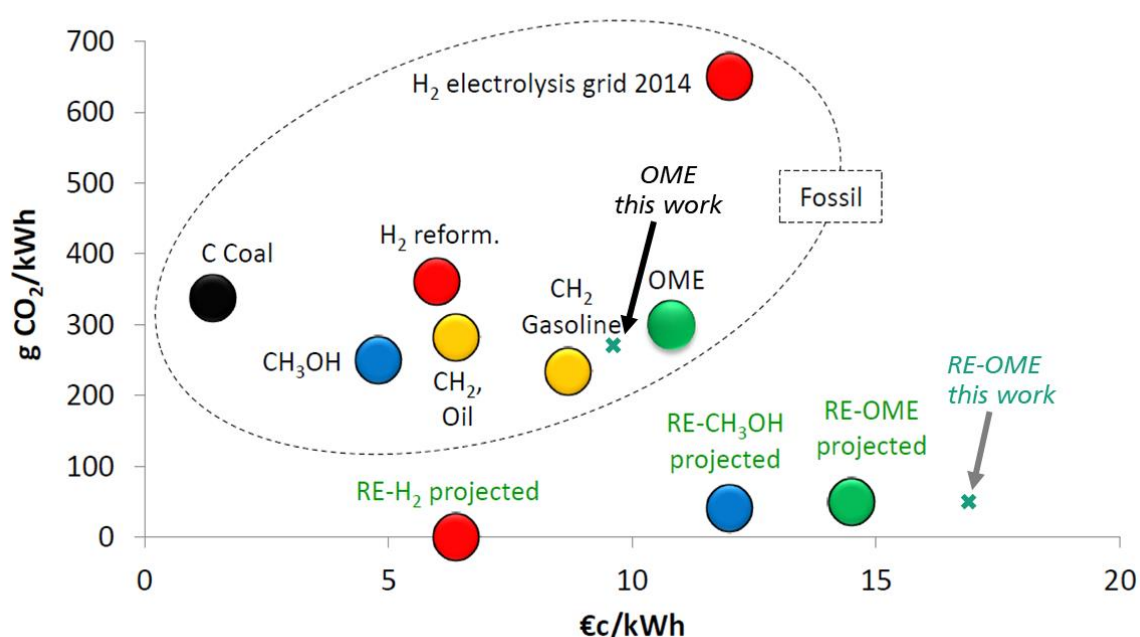 700
600
500
400
300
200
100
0
g CO₂/kWh
0 5 10 15 20
€c/kWh
H₂ electrolysis grid 2014
OME
this work
Fossil
H₂ reform.
C Coal
CH₂
Gasoline
OME
CH₃OH
CH₂,
Oil
RE-OME
this work
RE-CH₃OH
projected
RE-OME
projected
RE-H₂ projected